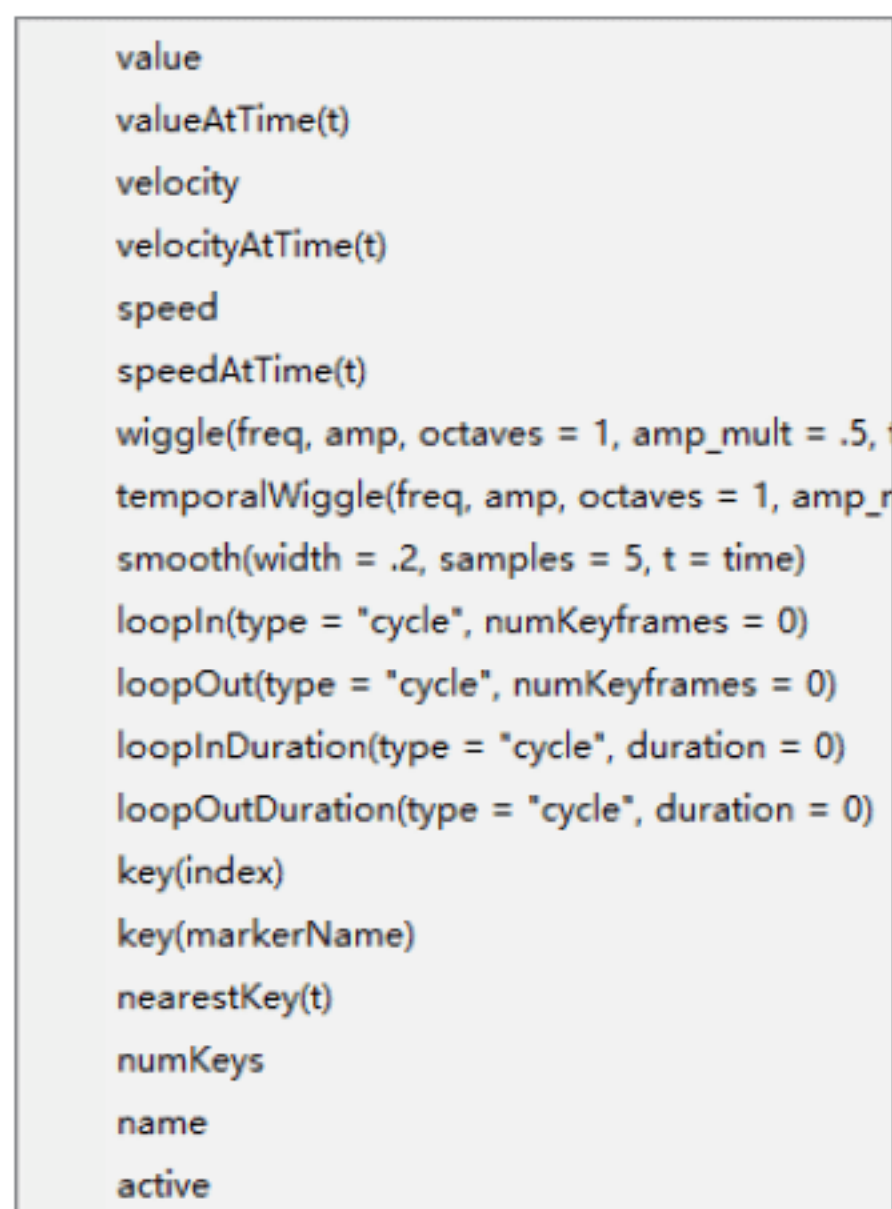 value
valueAtTime(t)
velocity
velocityAtTime(t)
speed
speedAtTime(t)
wiggle(freq, amp, octaves = 1, amp_mult = .5,
temporalWiggle(freq, amp, octaves = 1,
smooth(width = .2, samples = 5, t = time)
loopIn(type = "cycle", numKeyframes = 0)
loopOut(type = "cycle", numKeyframes = 0)
loopInDuration(type = "cycle", duration = 0)
loopOutDuration(type = "cycle", duration = 0)
key(index)
key(markerName)
nearestKey(t)
numKeys
name
active